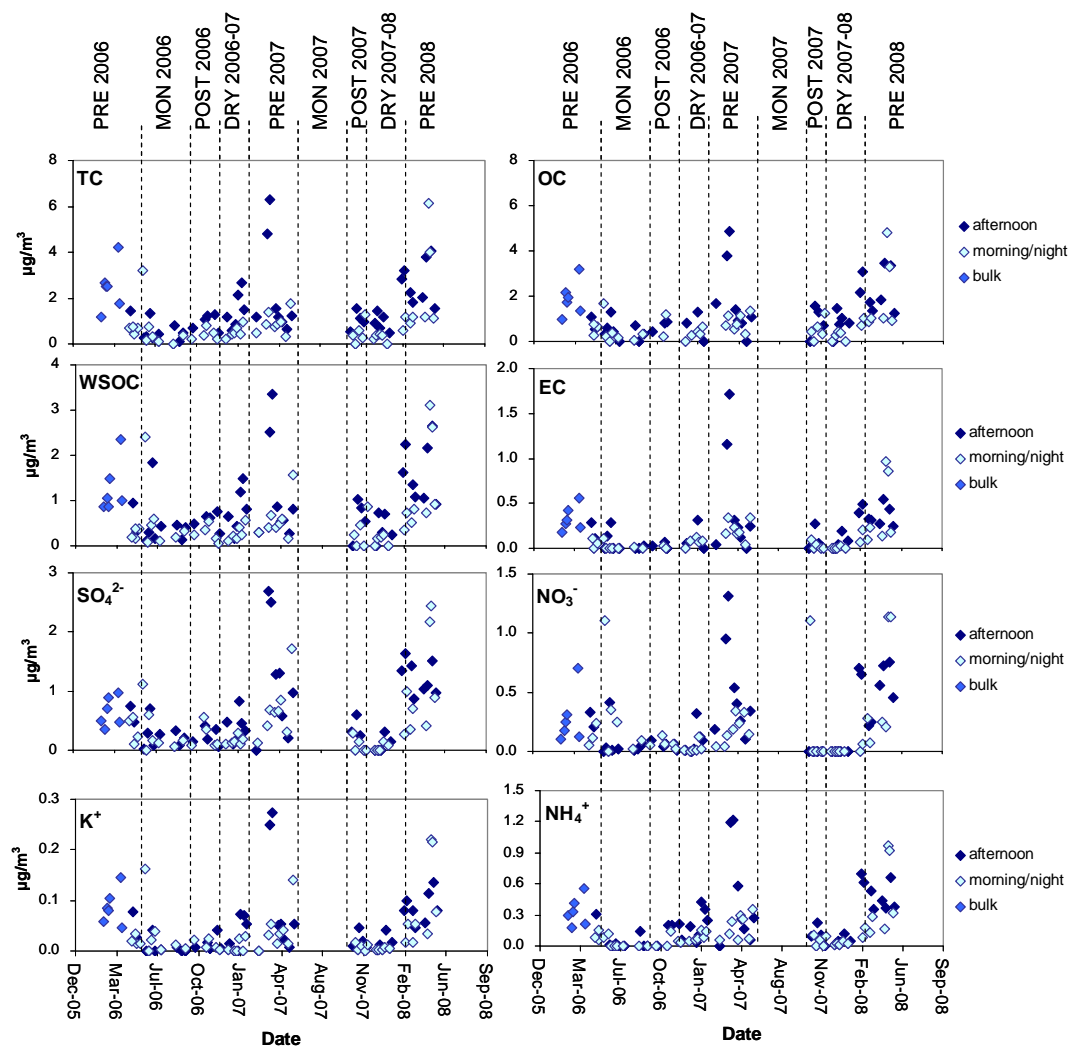 PRE 2006
MON 2006
POST 2006
DRY 2006-07
PRE 2007
MON 2007
POST 2007
DRY 2007-08
PRE 2008
PRE 2006
MON 2006
POST 2006
DRY 2006-07
PRE 2007
MON 2007
POST 2007
DRY 2007-08
PRE 2008
TC
µg/m³
8
6
4
2
0
OC
8
6
4
2
0
afternoon
morning/night
bulk
WSOC
µg/m³
4
3
2
1
0
EC
2.0
1.5
1.0
0.5
0.0
afternoon
morning/night
bulk
SO₄²⁻
µg/m³
3
2
1
0
NO₃⁻
1.5
1.0
0.5
0.0
afternoon
morning/night
bulk
K⁺
µg/m³
0.3
0.2
0.1
0.0
NH₄⁺
1.5
1.2
0.9
0.6
0.3
0.0
afternoon
morning/night
bulk
Dec-05
Mar-06
Jul-06
Oct-06
Jan-07
Apr-07
Aug-07
Nov-07
Feb-08
Jun-08
Sep-08
Date
Dec-05
Mar-06
Jul-06
Oct-06
Jan-07
Apr-07
Aug-07
Nov-07
Feb-08
Jun-08
Sep-08
Date